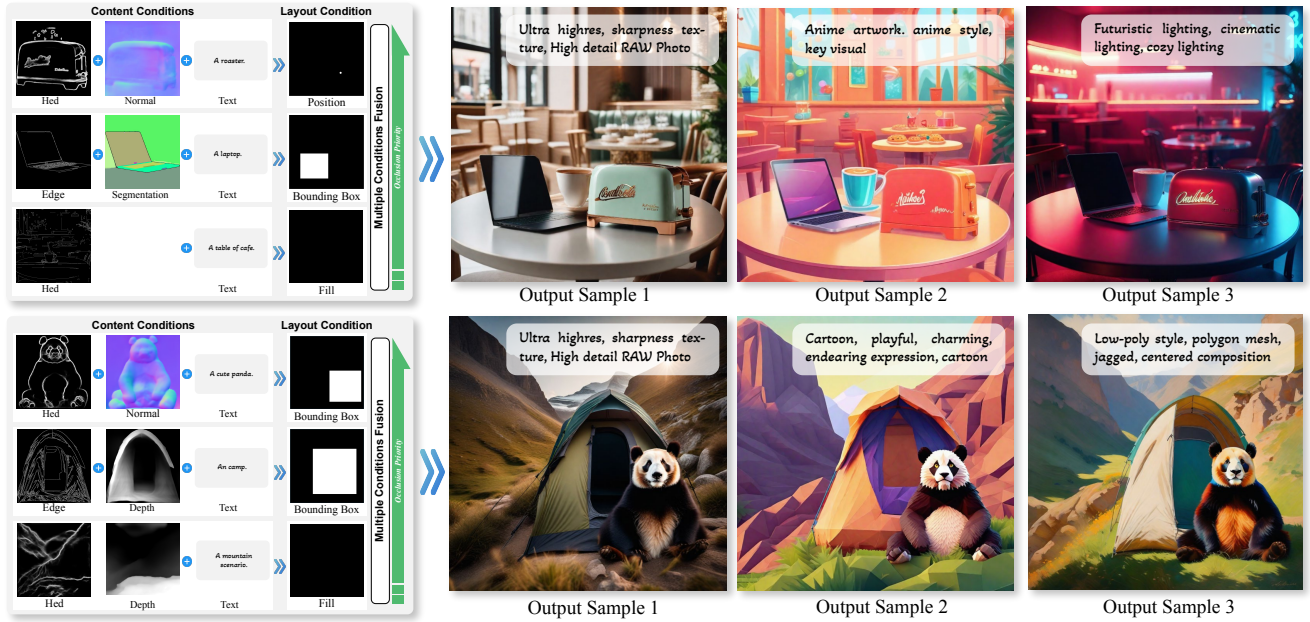 Content Conditions
Layout Condition
A roaster.
Hed
Normal
Text
Position
A laptop.
Edge
Segmentation
Text
Bounding Box
A table of cafe.
Hed
Text
Fill
Multiple Conditions Fusion
Occlusion Priority
Ultra highres, sharpness tex-
ture, High detail RAW Photo
Output Sample 1
Anime artwork. anime style,
key visual
Output Sample 2
Futuristic lighting, cinematic
lighting, cozy lighting
Output Sample 3
Content Conditions
Layout Condition
A cute panda.
Hed
Normal
Text
Bounding Box
An camp.
Edge
Depth
Text
Bounding Box
A mountain
scenario.
Hed
Depth
Text
Fill
Multiple Conditions Fusion
Occlusion Priority
Ultra highres, sharpness tex-
ture, High detail RAW Photo
Output Sample 1
Cartoon, playful, charming,
endearing expression, cartoon
Output Sample 2
Low-poly style, polygon mesh,
jagged, centered composition
Output Sample 3